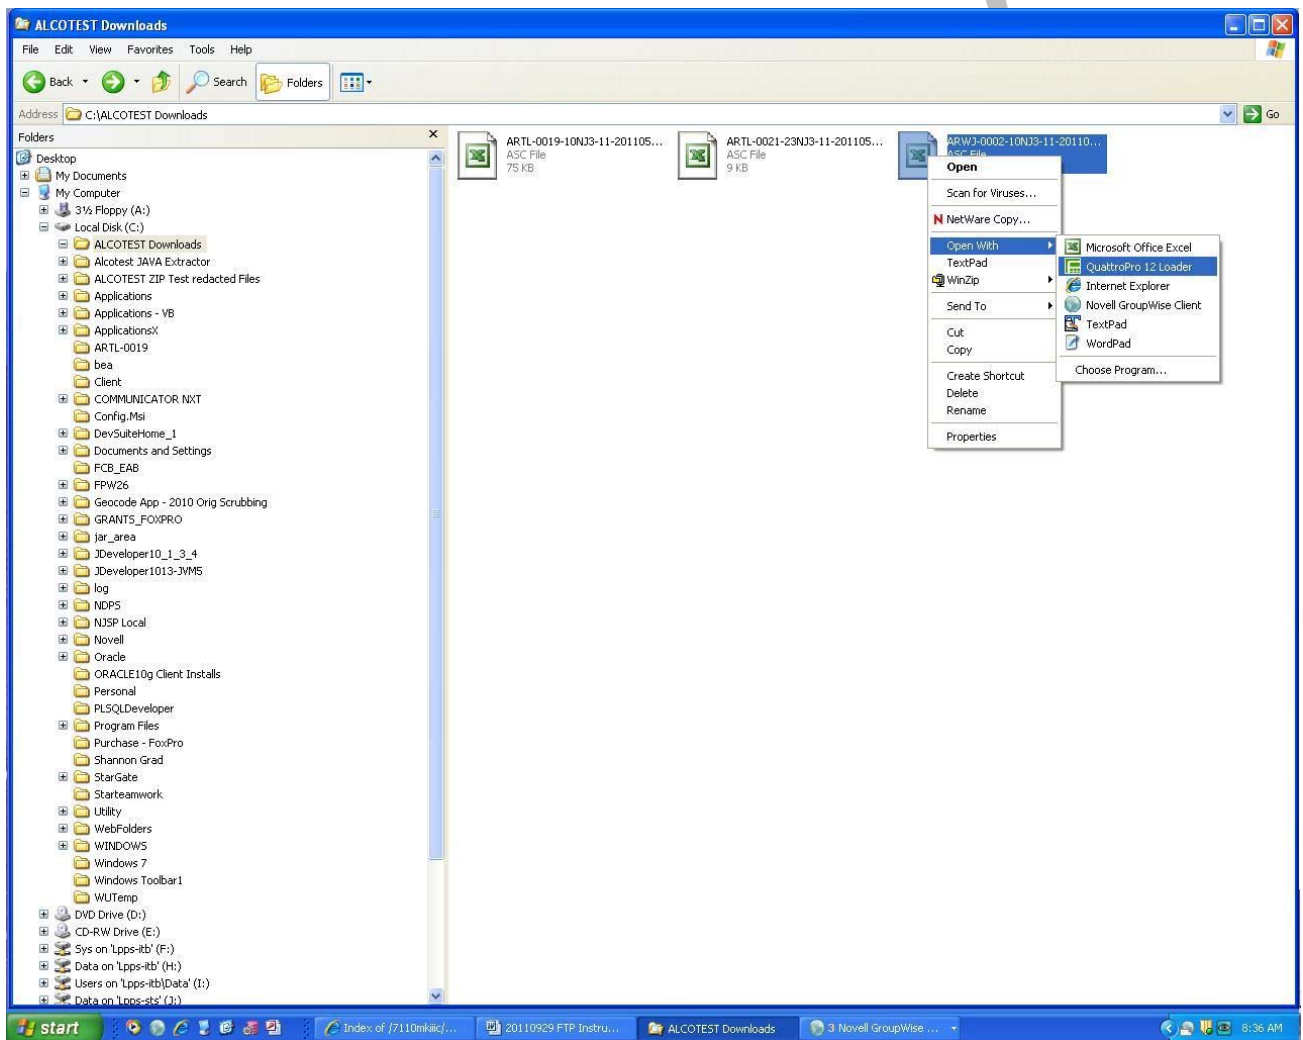 ALCOTEST Downloads
File Edit View Favorites Tools Help
Back Search Folders
Address C:\ALCOTEST Downloads Go
Folders
Desktop
My Documents
My Computer
3½ Floppy (A:)
Local Disk (C:)
ALCOTEST Downloads
Alcotest JAVA Extractor
ALCOTEST ZIP Test redacted Files
Applications
Applications - VB
ApplicationsX
ARTL-0019
bea
Client
COMMUNICATOR NXT
Config.Msi
DevSuiteHome_1
Documents and Settings
FCB_EAB
FPW26
Geocode App - 2010 Orig Scrubbing
GRANTS_FOXPRO
jar_area
JDeveloper10_1_3_4
JDeveloper1013-JVM5
log
NDPS
NJSP Local
Novell
Oracle
ORACLE10g Client Installs
Personal
PLSQLDeveloper
Program Files
Purchase - FoxPro
Shannon Grad
StarGate
Starteamwork
Utility
WebFolders
WINDOWS
Windows 7
Windows Toolbar1
WUTemp
DVD Drive (D:)
CD-RW Drive (E:)
Sys on 'Lpps-itb' (F:)
Data on 'Lpps-itb' (H:)
Users on 'Lpps-itb\Data' (I:)
Data on 'Lpps-sts' (J:)
ARTL-0019-10NJ3-11-201105...
ASC File
75 KB
ARTL-0021-23NJ3-11-201105...
ASC File
9 KB
ARWJ-0002-10NJ3-11-20110...
ASC File
Open
Scan for Viruses...
NetWare Copy...
Open With
TextPad
WinZip
Send To
Cut
Copy
Create Shortcut
Delete
Rename
Properties
Microsoft Office Excel
QuattroPro 12 Loader
Internet Explorer
Novell GroupWise Client
TextPad
WordPad
Choose Program...
start Index of /7110mkiiic/... 20110929 FTP Instru... ALCOTEST Downloads 3 Novell GroupWise ... 8:36 AM